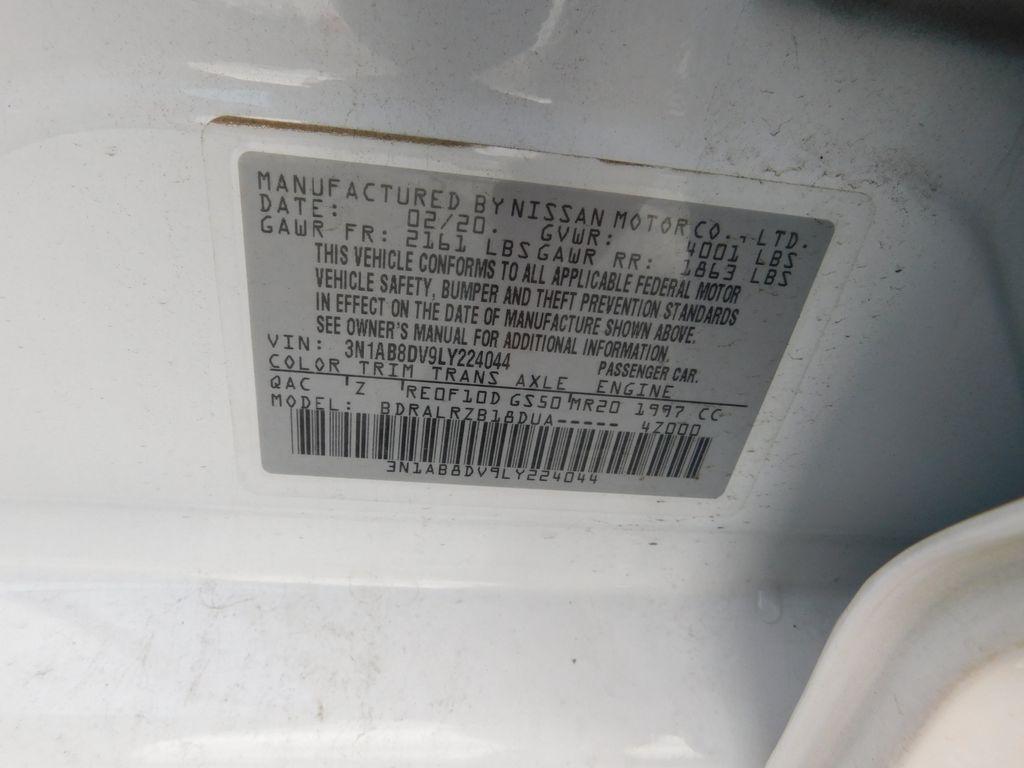 MANUFACTURED BY NISSAN MOTOR CO., LTD.
DATE: 02/20. GVWR: 4001 LBS
GAWR FR: 2161 LBS GAWR RR: 1863 LBS
THIS VEHICLE CONFORMS TO ALL APPLICABLE FEDERAL MOTOR
VEHICLE SAFETY, BUMPER AND THEFT PREVENTION STANDARDS
IN EFFECT ON THE DATE OF MANUFACTURE SHOWN ABOVE.
SEE OWNER'S MANUAL FOR ADDITIONAL INFORMATION.
VIN: 3N1AB8DV9LY224044 PASSENGER CAR.
COLOR TRIM TRANS AXLE ENGINE
QAC Z RE0F10D GS50 MR20 1997 CC
MODEL: BDRALRZB18DUA----- 4Z000
3N1AB8DV9LY224044